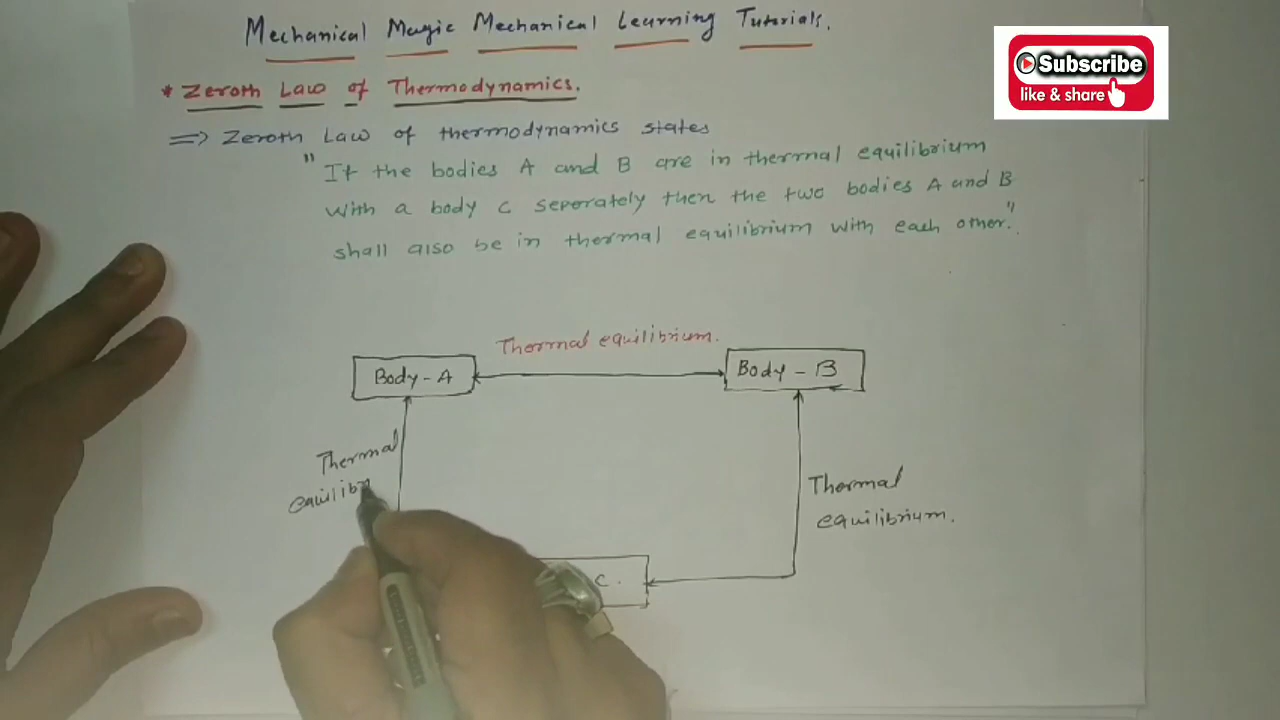 Mechanical Magic Mechanical Learning Tutorials.
Subscribe
like & share
* Zeroth Law of Thermodynamics.
=> Zeroth Law of thermodynamics states
"If the bodies A and B are in thermal equilibrium
with a body C seperately then the two bodies A and B
shall also be in thermal equilibrium with each other."
Thermal equilibrium.
Body - A
Body - B
Thermal
equilibr
Thermal
equilibrium.
C.